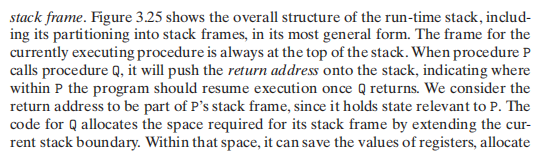 stack frame. Figure 3.25 shows the overall structure of the run-time stack, includ-
ing its partitioning into stack frames, in its most general form. The frame for the
currently executing procedure is always at the top of the stack. When procedure P
calls procedure Q, it will push the return address onto the stack, indicating where
within P the program should resume execution once Q returns. We consider the
return address to be part of P's stack frame, since it holds state relevant to P. The
code for Q allocates the space required for its stack frame by extending the cur-
rent stack boundary. Within that space, it can save the values of registers, allocate